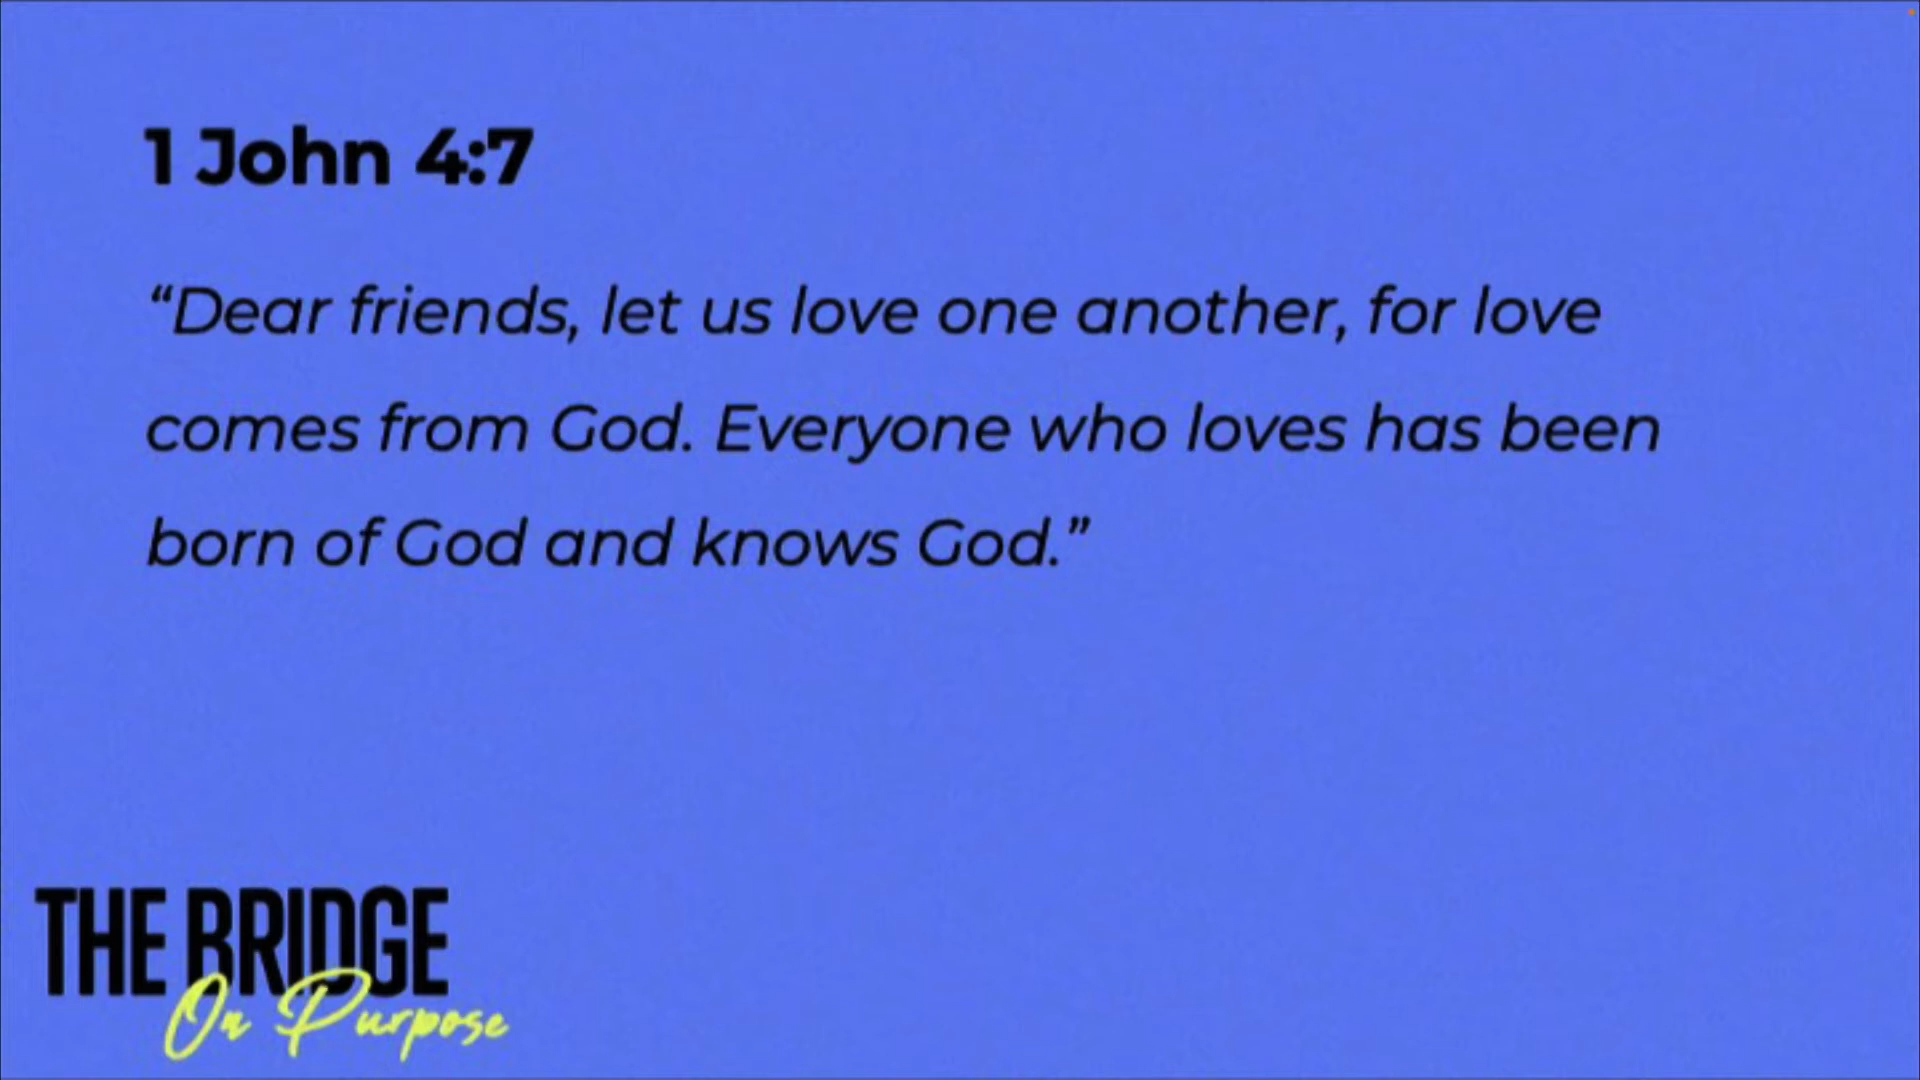 1 John 4:7
“Dear friends, let us love one another, for love
comes from God. Everyone who loves has been
born of God and knows God.”
THE BRIDGE
On Purpose